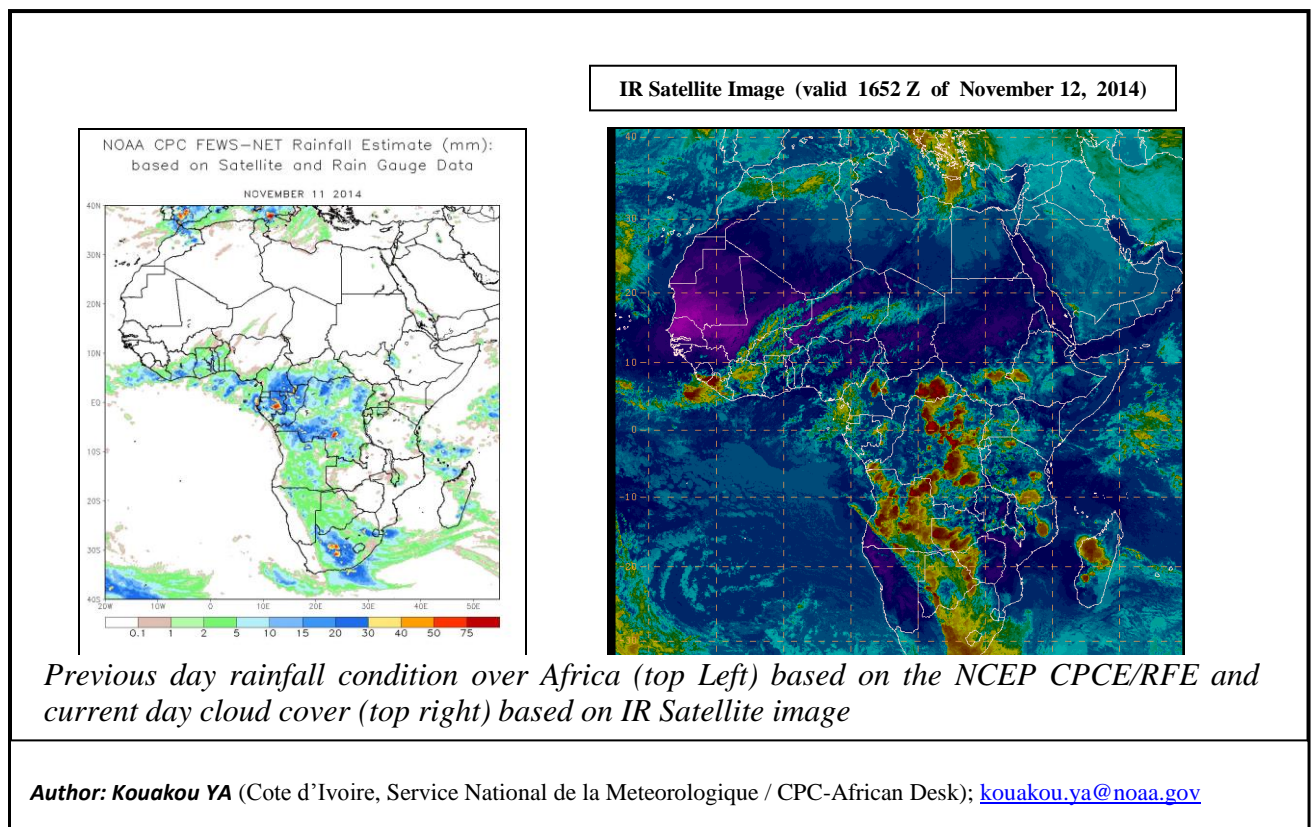 IR Satellite Image (valid 1652 Z of November 12, 2014)
NOAA CPC FEWS-NET Rainfall Estimate (mm):
based on Satellite and Rain Gauge Data
NOVEMBER 11 2014
40N
30N
20N
10N
EQ
10S
20S
30S
40S
20W 10W 0 10E 20E 30E 40E 50E
0.1 1 2 5 10 15 20 30 40 50 75
40
30
20
10
0
-10
-20
-30
Previous day rainfall condition over Africa (top Left) based on the NCEP CPCE/RFE and
current day cloud cover (top right) based on IR Satellite image
Author: Kouakou YA (Cote d’Ivoire, Service National de la Meteorologique / CPC-African Desk); kouakou.ya@noaa.gov